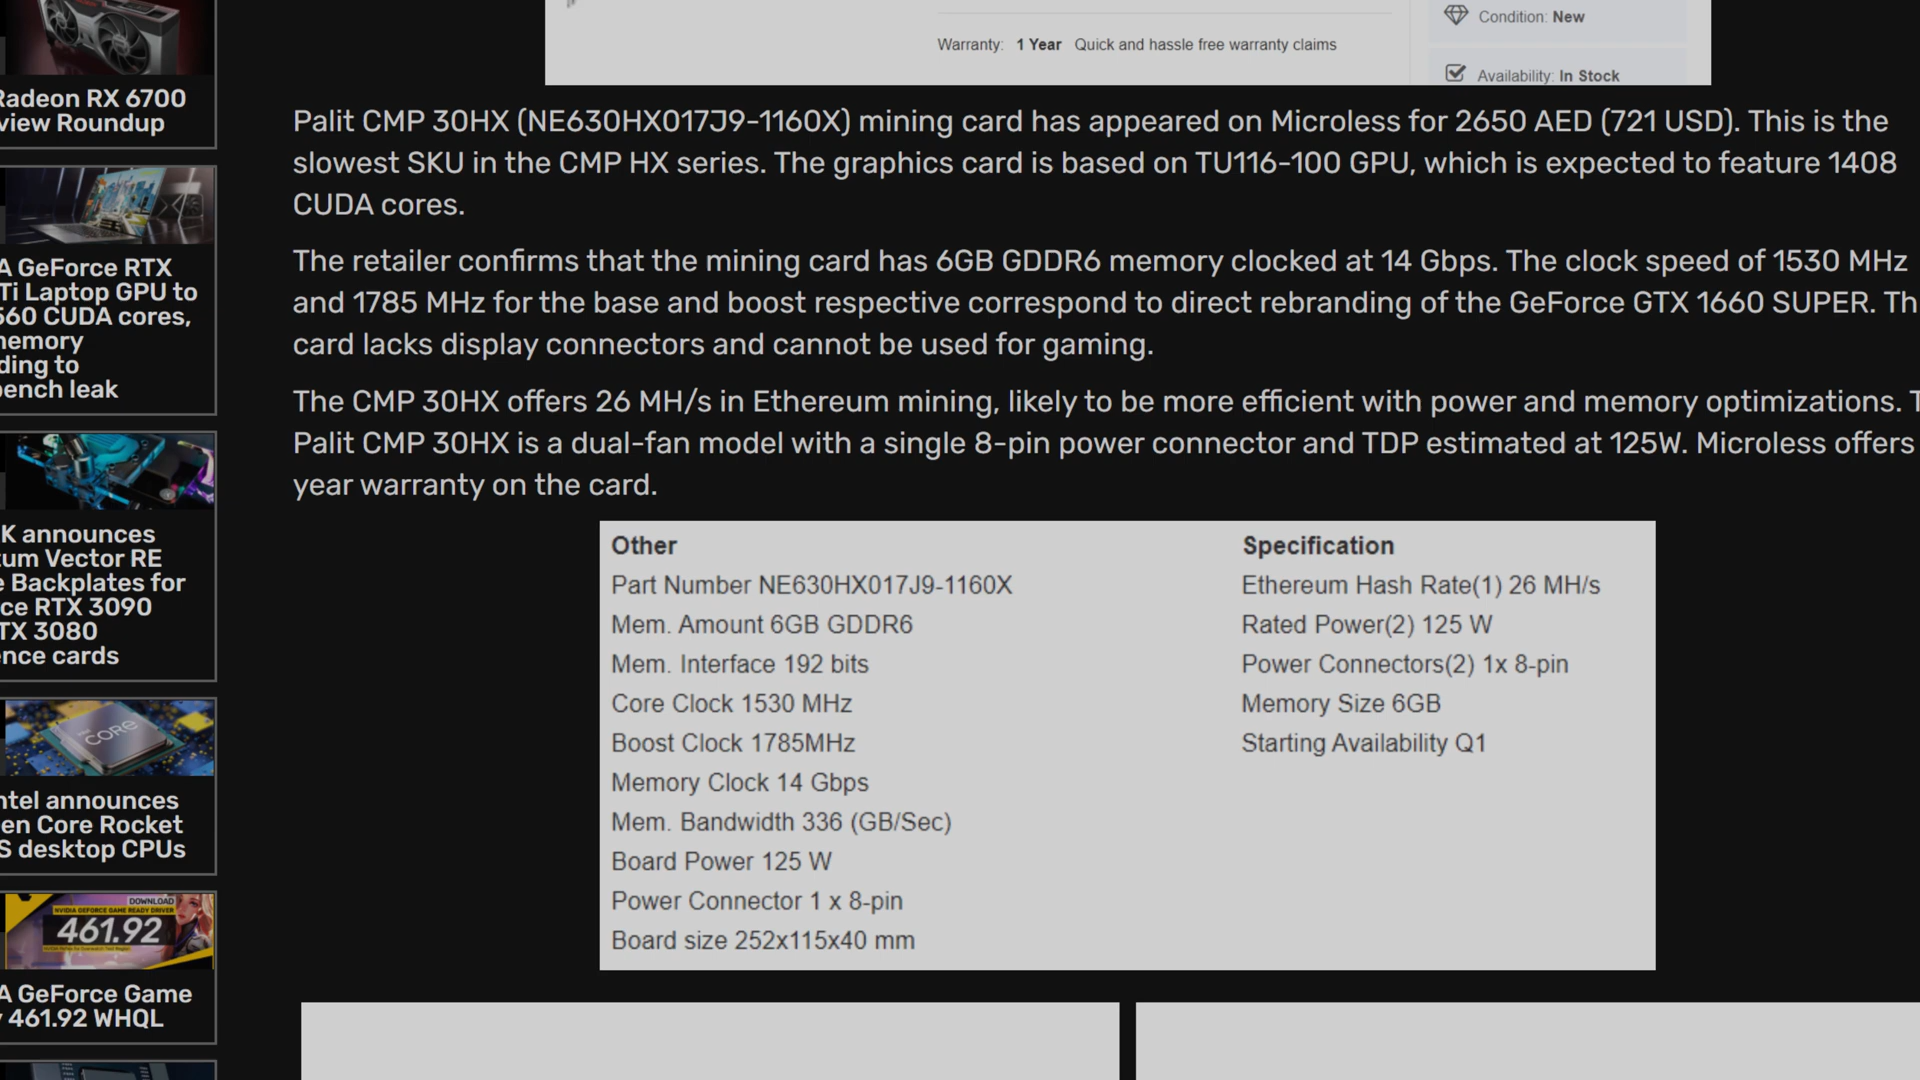 Condition: New
Warranty: 1 Year Quick and hassle free warranty claims
Availability: In Stock
Radeon RX 6700
view Roundup
A GeForce RTX
Ti Laptop GPU to
560 CUDA cores,
memory
ding to
bench leak
K announces
tum Vector RE
e Backplates for
ce RTX 3090
TX 3080
ence cards
CORE
ntel announces
en Core Rocket
S desktop CPUs
DOWNLOAD
NVIDIA GEFORCE GAME READY DRIVER
461.92
A GeForce Game
461.92 WHQL
Palit CMP 30HX (NE630HX017J9-1160X) mining card has appeared on Microless for 2650 AED (721 USD). This is the
slowest SKU in the CMP HX series. The graphics card is based on TU116-100 GPU, which is expected to feature 1408
CUDA cores.
The retailer confirms that the mining card has 6GB GDDR6 memory clocked at 14 Gbps. The clock speed of 1530 MHz
and 1785 MHz for the base and boost respective correspond to direct rebranding of the GeForce GTX 1660 SUPER. Th
card lacks display connectors and cannot be used for gaming.
The CMP 30HX offers 26 MH/s in Ethereum mining, likely to be more efficient with power and memory optimizations. T
Palit CMP 30HX is a dual-fan model with a single 8-pin power connector and TDP estimated at 125W. Microless offers
year warranty on the card.
Other
Part Number NE630HX017J9-1160X
Mem. Amount 6GB GDDR6
Mem. Interface 192 bits
Core Clock 1530 MHz
Boost Clock 1785MHz
Memory Clock 14 Gbps
Mem. Bandwidth 336 (GB/Sec)
Board Power 125 W
Power Connector 1 x 8-pin
Board size 252x115x40 mm
Specification
Ethereum Hash Rate(1) 26 MH/s
Rated Power(2) 125 W
Power Connectors(2) 1x 8-pin
Memory Size 6GB
Starting Availability Q1